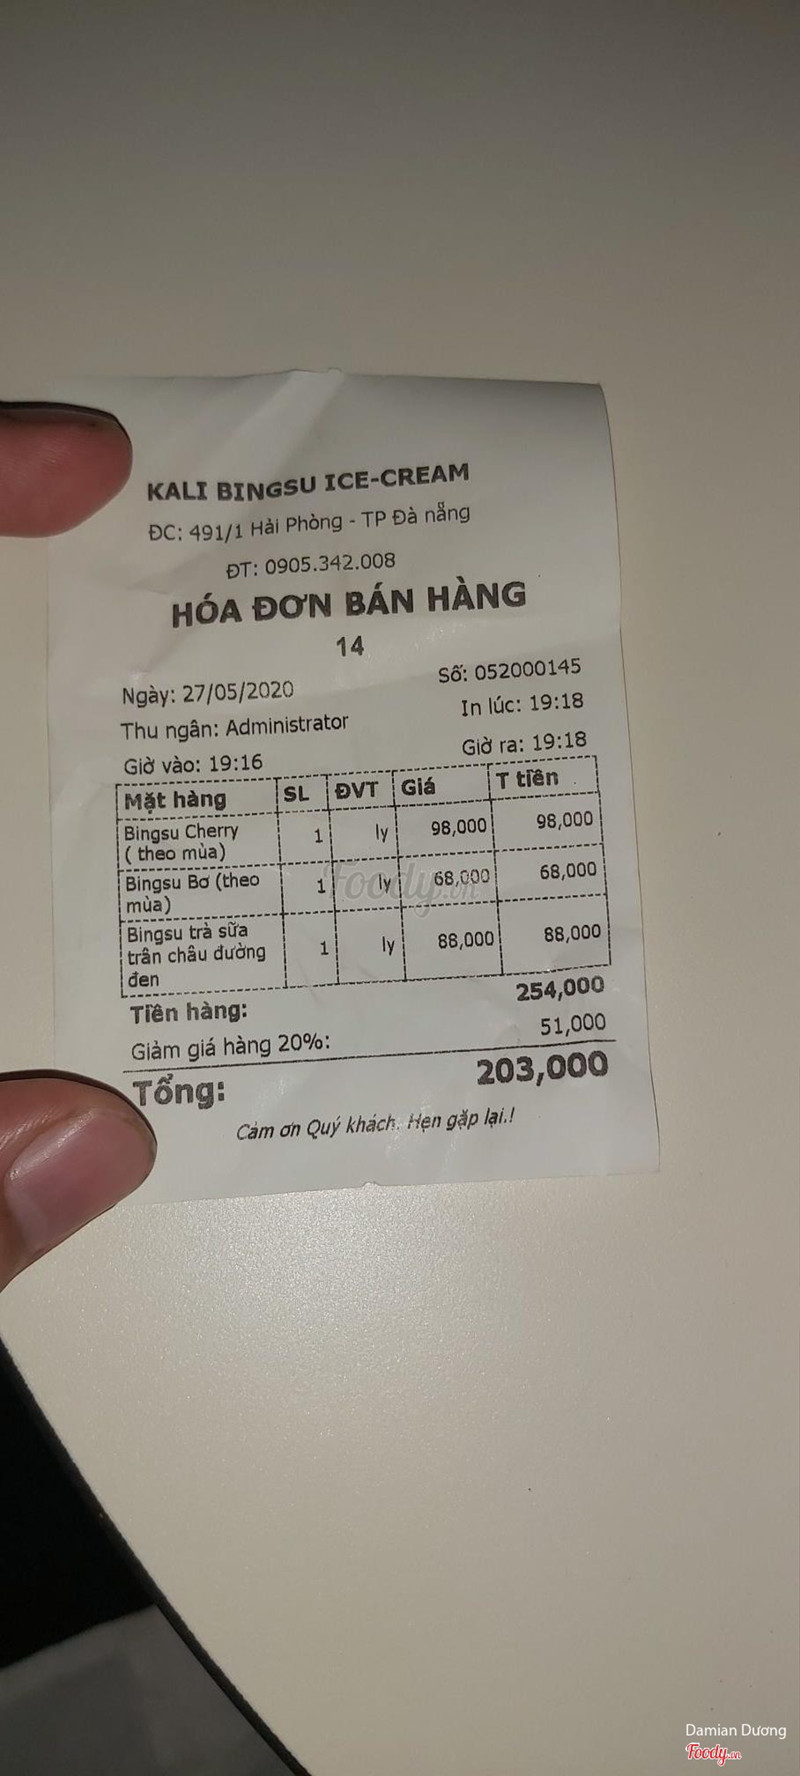 KALI BINGSU ICE-CREAM
ĐC: 491/1 Hải Phòng - TP Đà nẵng
ĐT: 0905.342.008
HÓA ĐƠN BÁN HÀNG
14
Ngày: 27/05/2020 Số: 052000145
Thu ngân: Administrator In lúc: 19:18
Giờ vào: 19:16 Giờ ra: 19:18
Mặt hàng SL ĐVT Giá T tiền
Bingsu Cherry 1 ly 98,000 98,000
( theo mùa)
Bingsu Bơ (theo 1 ly 68,000 68,000
mùa)
Bingsu trà sữa
trân châu đường 1 ly 88,000 88,000
đen
Tiền hàng: 254,000
Giảm giá hàng 20%: 51,000
Tổng: 203,000
Cảm ơn Quý khách. Hẹn gặp lại.!
Foody.vn
Damian Dương
Foody.vn